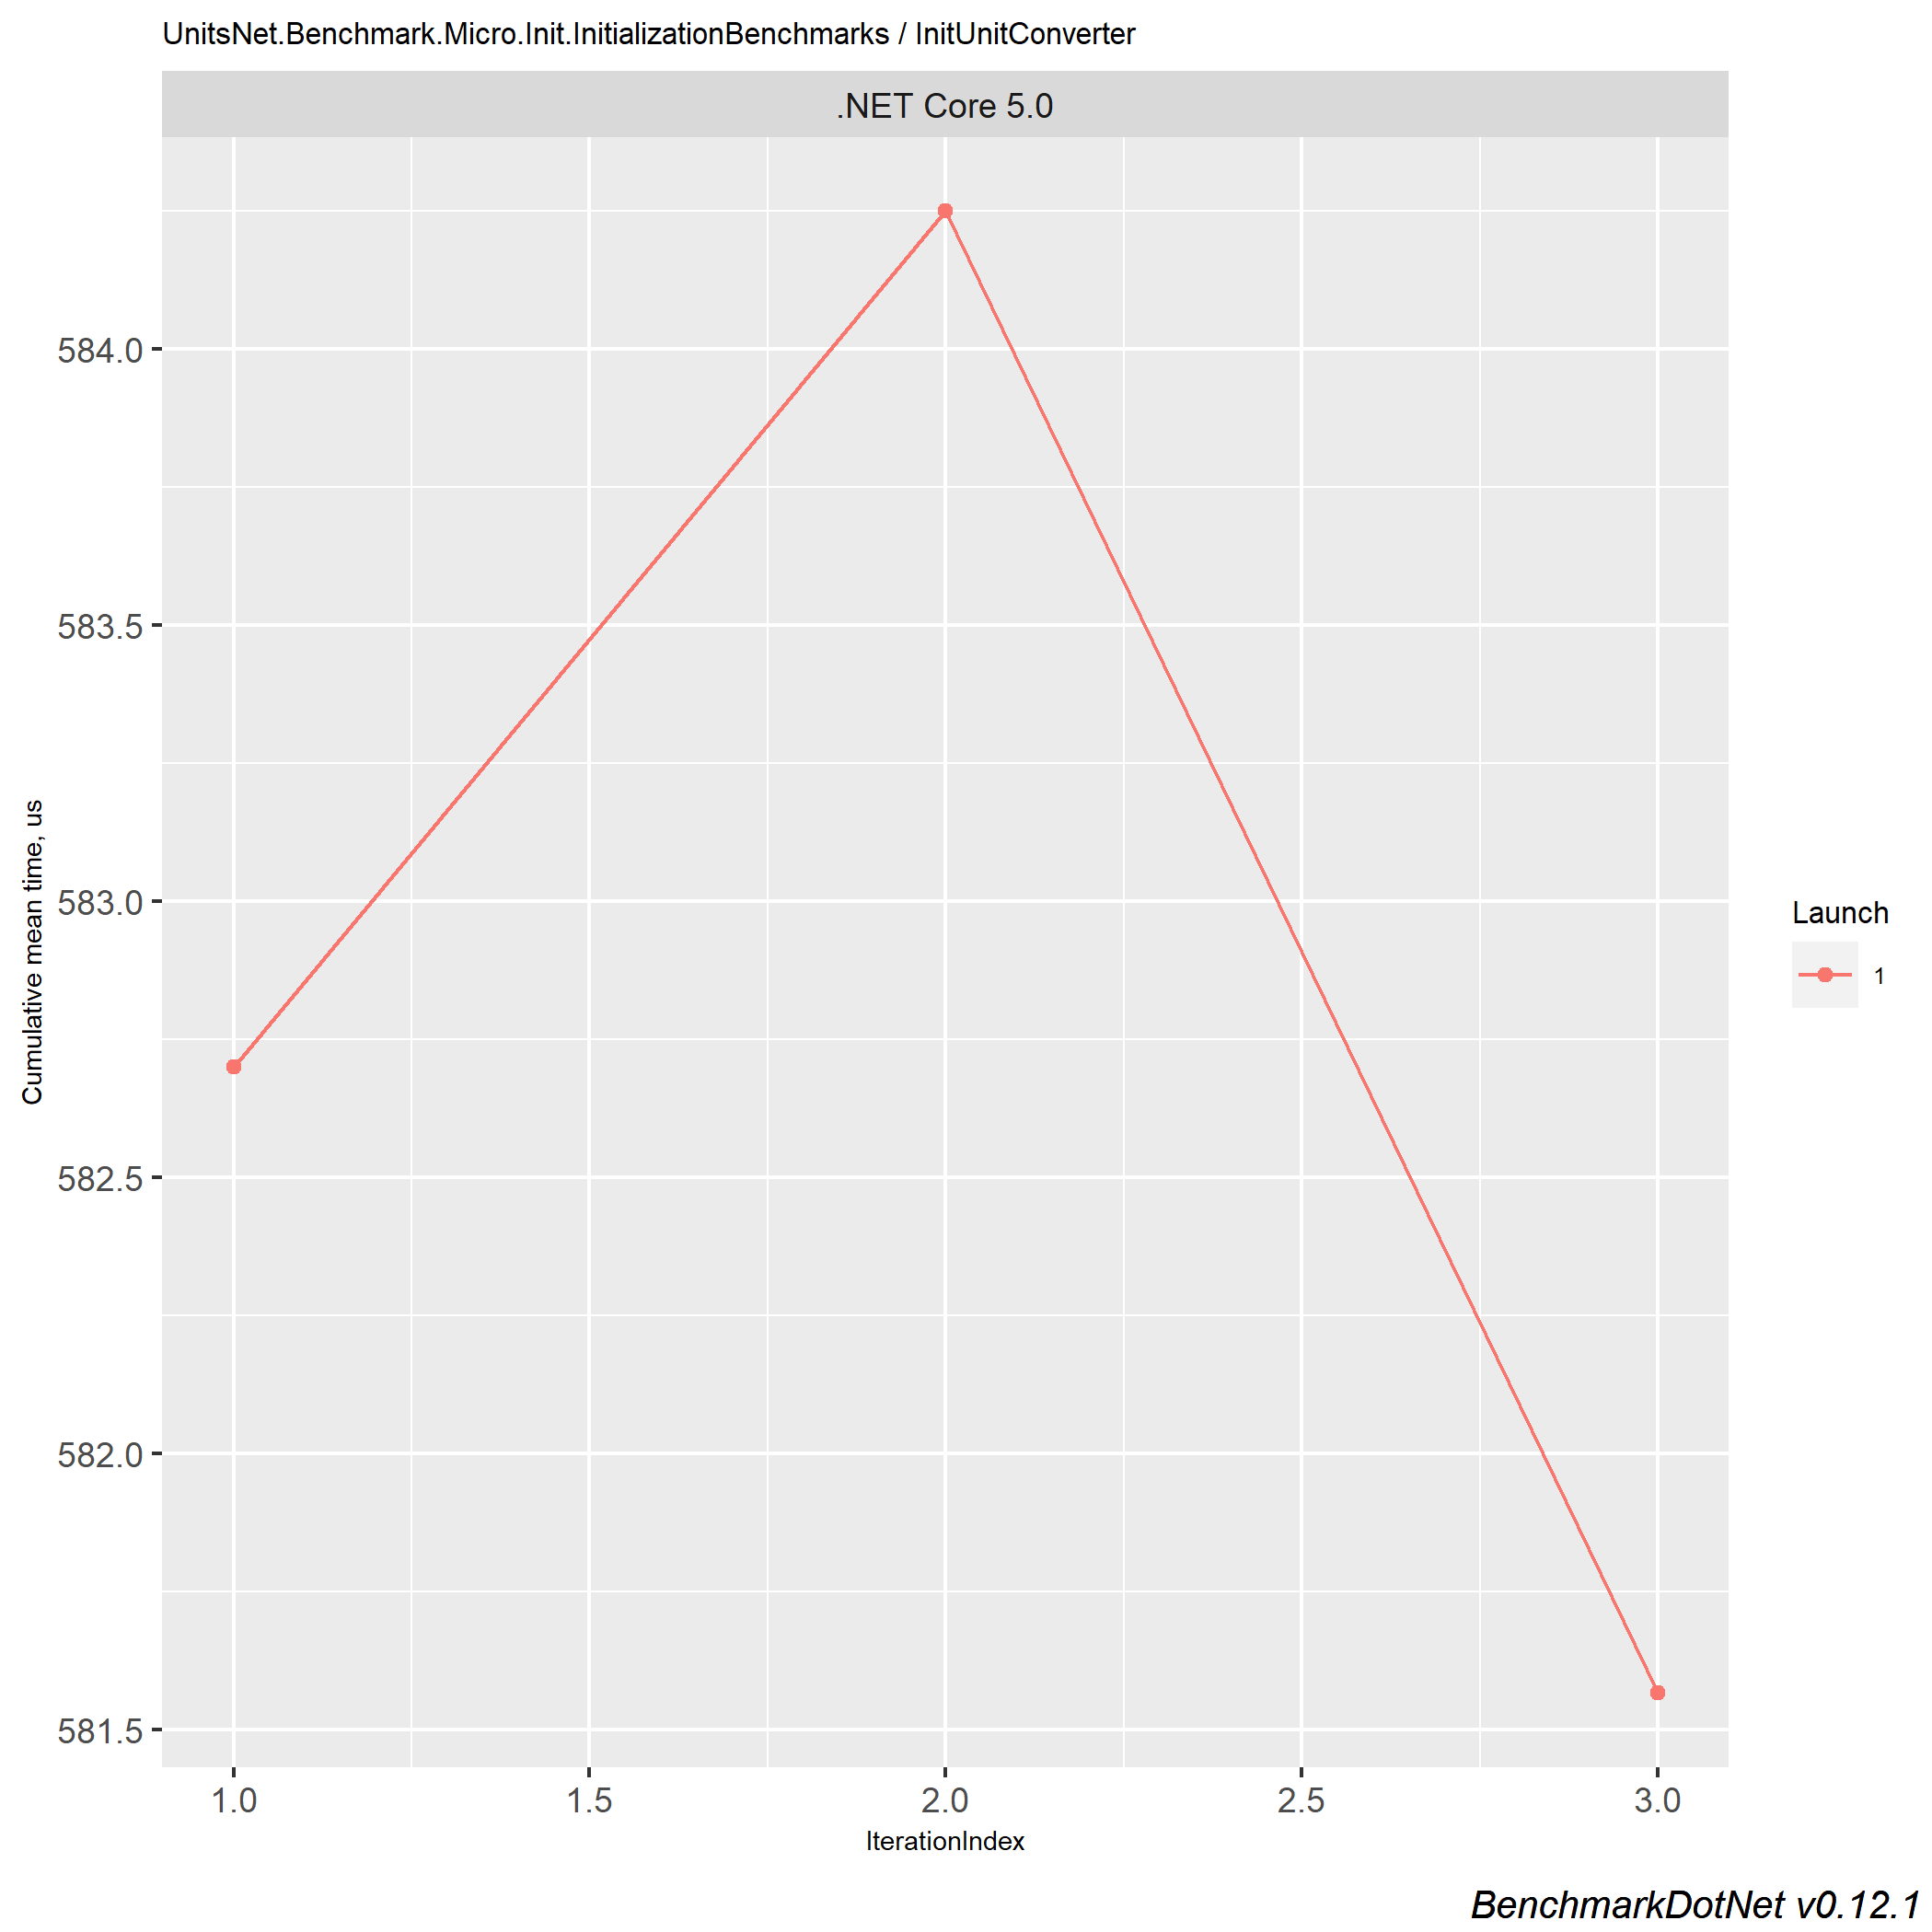 UnitsNet.Benchmark.Micro.Init.InitializationBenchmarks / InitUnitConverter
.NET Core 5.0
584.0
583.5
583.0
582.5
582.0
581.5
Cumulative mean time, us
1.0 1.5 2.0 2.5 3.0
IterationIndex
Launch
1
BenchmarkDotNet v0.12.1